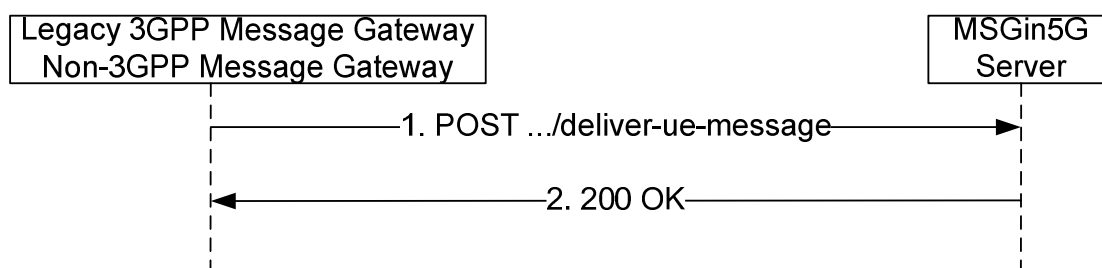 Legacy 3GPP Message Gateway
Non-3GPP Message Gateway
MSGin5G
Server
1. POST .../deliver-ue-message
2. 200 OK